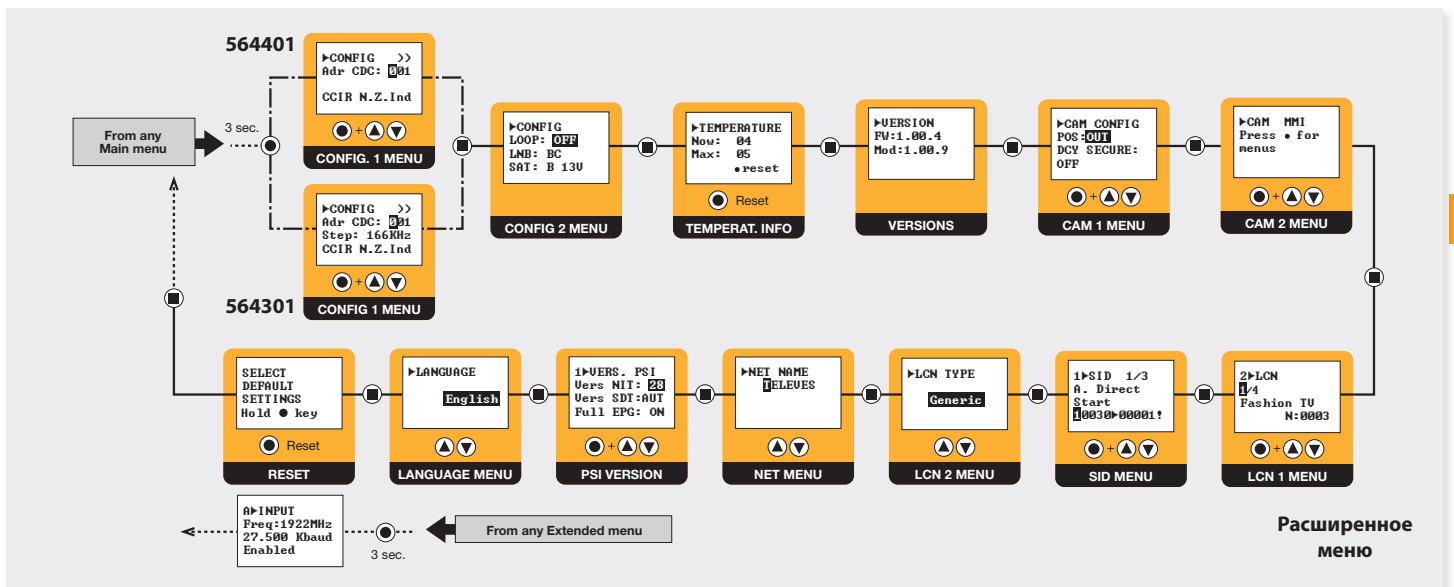 564401
►CONFIG >>
Adr CDC: 001
CCIR N.Z.Ind
+
CONFIG. 1 MENU
From any
Main menu
3 sec.
►CONFIG >>
Adr CDC: 001
Step: 166KHz
CCIR N.Z.Ind
+
564301
CONFIG 1 MENU
►CONFIG
LOOP: OFF
LNB: BC
SAT: B 13V
CONFIG 2 MENU
►TEMPERATURE
Now: 04
Max: 05
●reset
Reset
TEMPERAT. INFO
►VERSION
FW:1.00.4
Mod:1.00.9
VERSIONS
►CAM CONFIG
POS:OUT
DCY SECURE:
OFF
+
CAM 1 MENU
►CAM MMI
Press ● for
menus
+
CAM 2 MENU
SELECT
DEFAULT
SETTINGS
Hold ● key
Reset
RESET
►LANGUAGE
English
LANGUAGE MENU
1►VERS. PSI
Vers NIT: 28
Vers SDT:AUT
Full EPG: ON
+
PSI VERSION
►NET NAME
TELEVES
NET MENU
►LCN TYPE
Generic
LCN 2 MENU
1►SID 1/3
A. Direct
Start
10030►00001!
+
SID MENU
2►LCN
1/4
Fashion TV
N:0003
+
LCN 1 MENU
A►INPUT
Freq:1922MHz
27.500 Kbaud
Enabled
3 sec.
From any Extended menu
Расширенное
меню